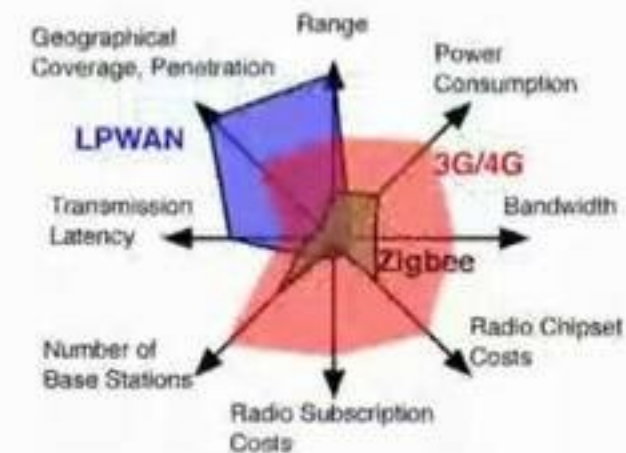 Range
Geographical
Coverage, Penetration
Power
Consumption
LPWAN
3G/4G
Transmission
Latency
Bandwidth
Zigbee
Radio Chipset
Costs
Number of
Base Stations
Radio Subscription
Costs